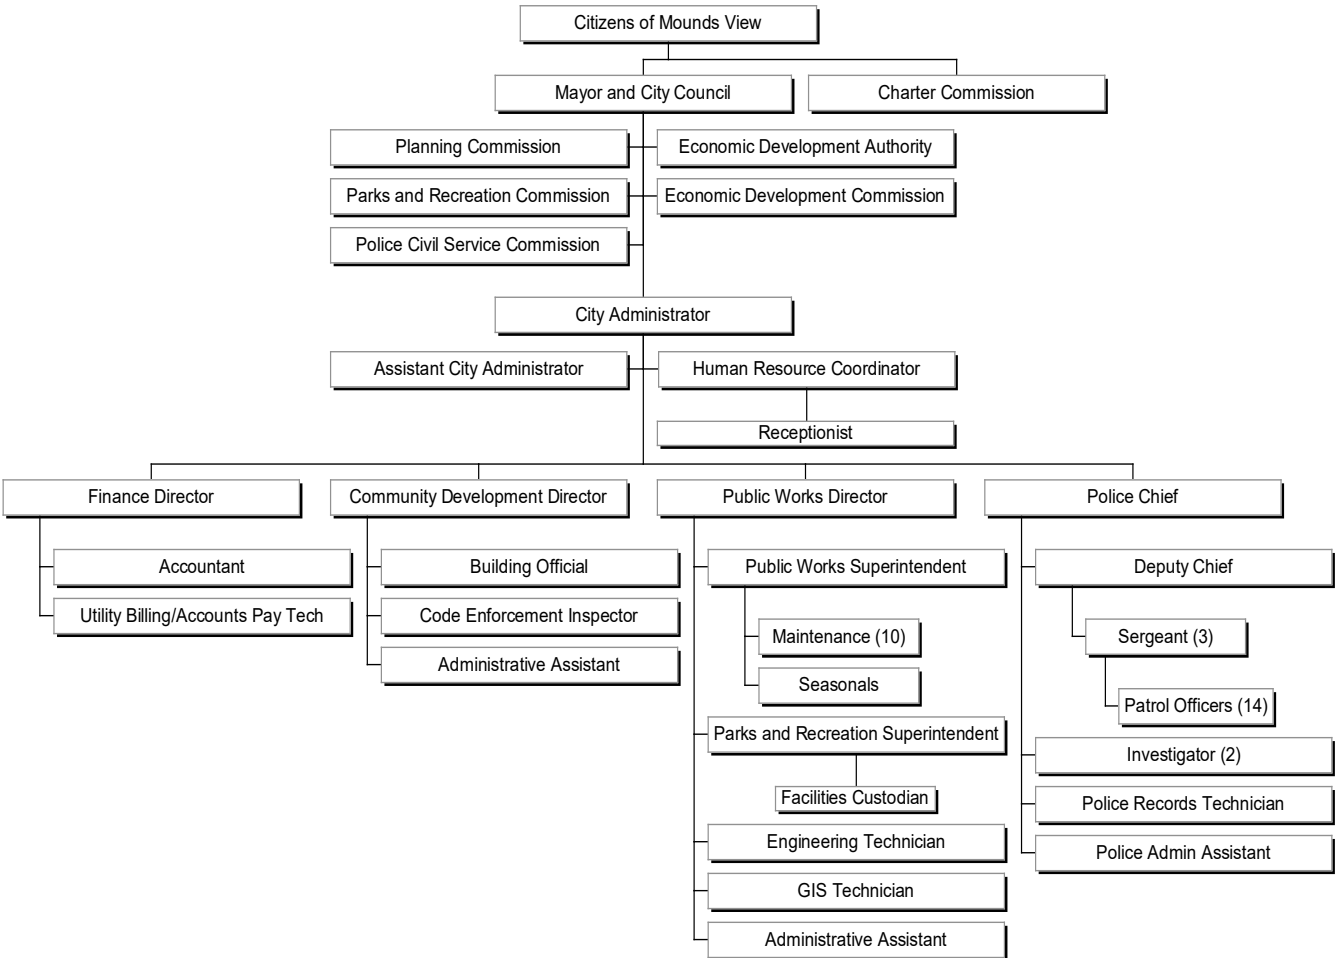 Citizens of Mounds View
Mayor and City Council
Charter Commission
Planning Commission
Economic Development Authority
Parks and Recreation Commission
Economic Development Commission
Police Civil Service Commission
City Administrator
Assistant City Administrator
Human Resource Coordinator
Receptionist
Finance Director
Accountant
Utility Billing/Accounts Pay Tech
Community Development Director
Building Official
Code Enforcement Inspector
Administrative Assistant
Public Works Director
Public Works Superintendent
Maintenance (10)
Seasonals
Parks and Recreation Superintendent
Facilities Custodian
Engineering Technician
GIS Technician
Administrative Assistant
Police Chief
Deputy Chief
Sergeant (3)
Patrol Officers (14)
Investigator (2)
Police Records Technician
Police Admin Assistant